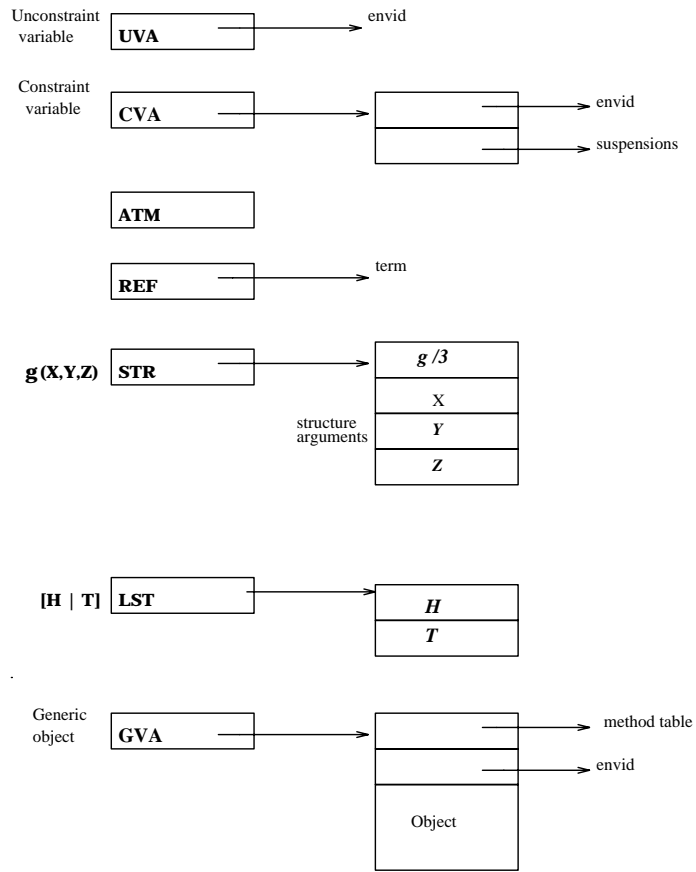 Unconstraint
variable
UVA
envid
Constraint
variable
CVA
envid
suspensions
ATM
REF
term
g (X,Y,Z)
STR
g /3
structure
arguments
X
Y
Z
[H | T]
LST
H
T
.
Generic
object
GVA
method table
envid
Object